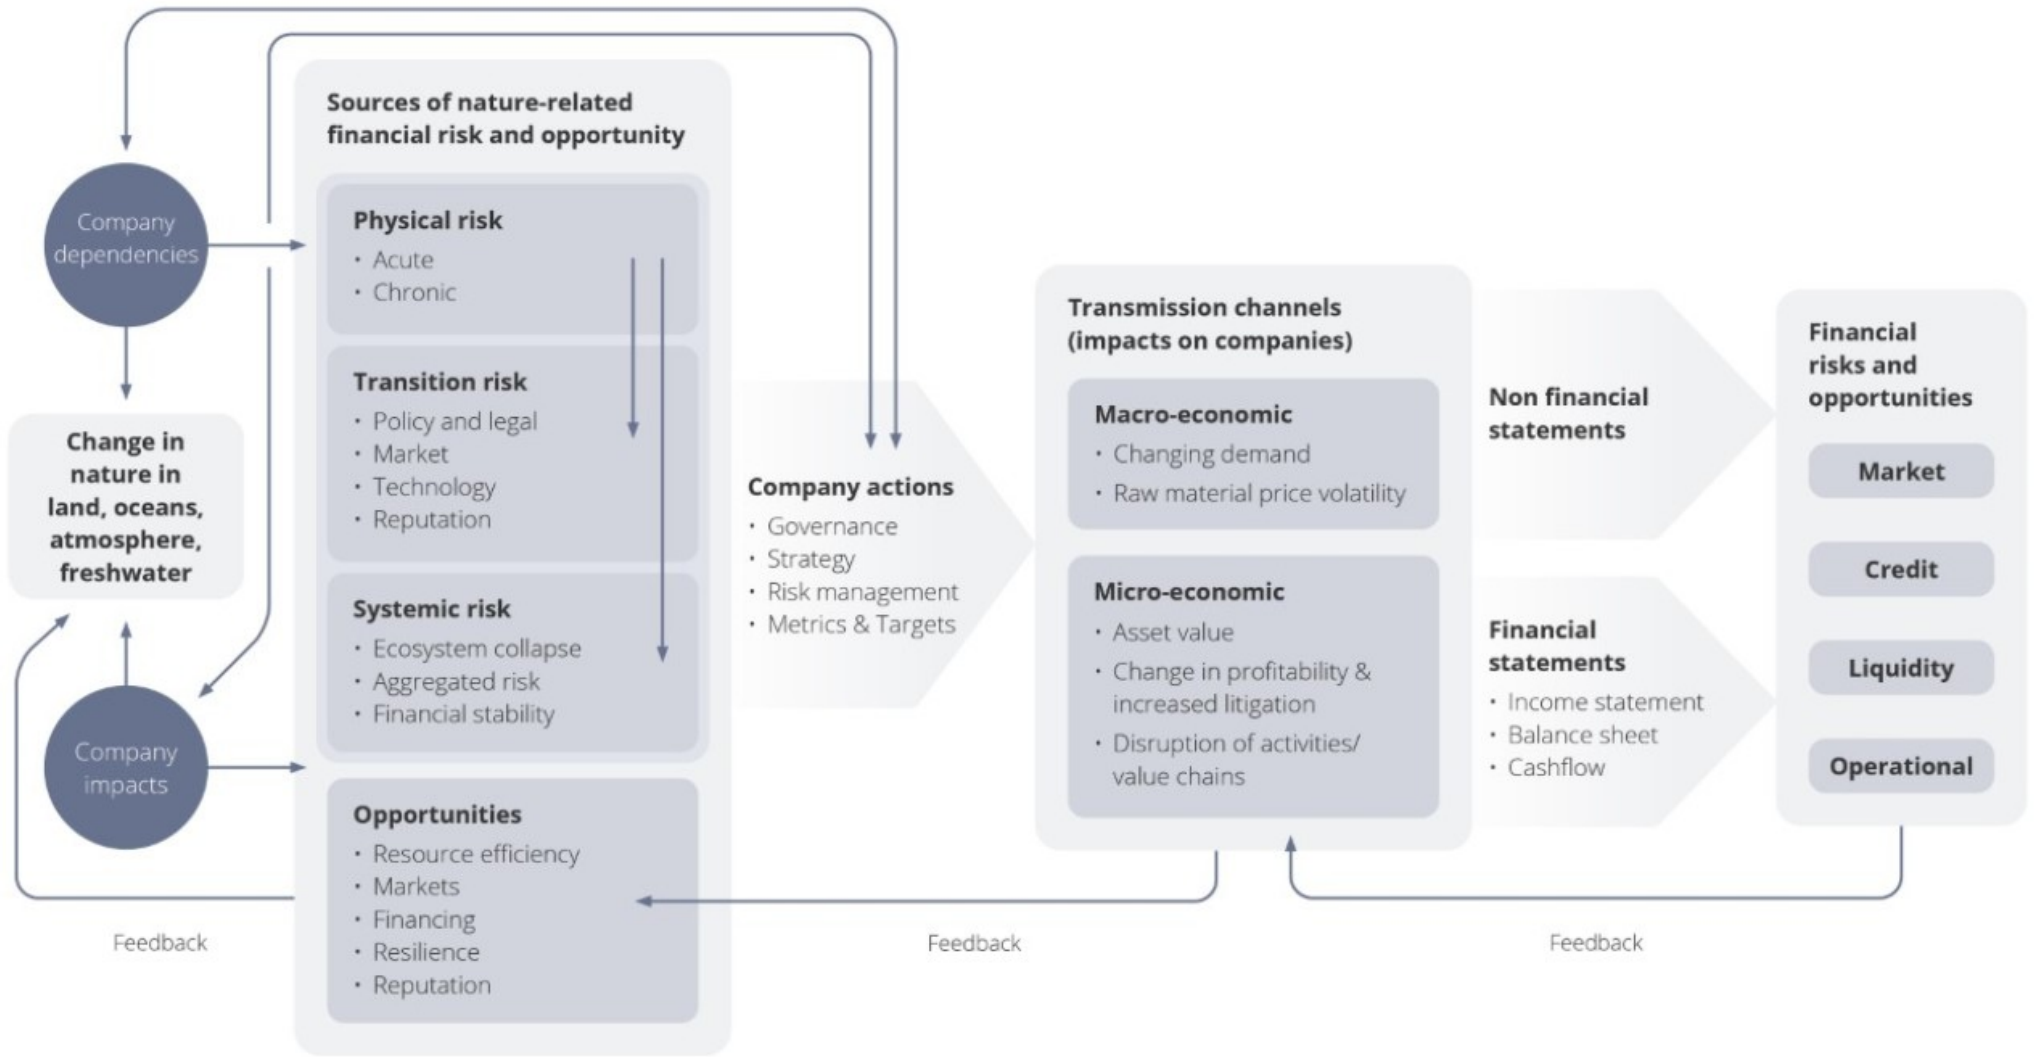 Company
dependencies
Change in
nature in
land, oceans,
atmosphere,
freshwater
Company
impacts
Feedback
Sources of nature-related
financial risk and opportunity
Physical risk
• Acute
• Chronic
Transition risk
• Policy and legal
• Market
• Technology
• Reputation
Systemic risk
• Ecosystem collapse
• Aggregated risk
• Financial stability
Opportunities
• Resource efficiency
• Markets
• Financing
• Resilience
• Reputation
Company actions
• Governance
• Strategy
• Risk management
• Metrics & Targets
Feedback
Transmission channels
(impacts on companies)
Macro-economic
• Changing demand
• Raw material price volatility
Micro-economic
• Asset value
• Change in profitability &
increased litigation
• Disruption of activities/
value chains
Non financial
statements
Financial
statements
• Income statement
• Balance sheet
• Cashflow
Feedback
Financial
risks and
opportunities
Market
Credit
Liquidity
Operational